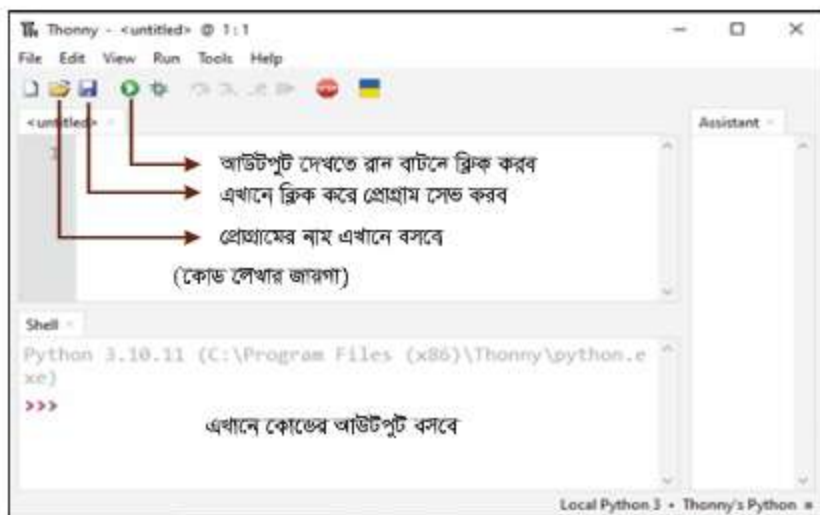 Thonny - <untitled> @ 1:1
File Edit View Run Tools Help
<untitled>
Assistant
1
আউটপুট দেখতে রান বাটনে ক্লিক করব
এখানে ক্লিক করে প্রোগ্রাম সেভ করব
প্রোগ্রামের নাম এখানে বসবে
(কোড লেখার জায়গা)
Shell
Python 3.10.11 (C:\Program Files (x86)\Thonny\python.e
xe)
>>>
এখানে কোডের আউটপুট বসবে
Local Python 3 • Thonny's Python ≡